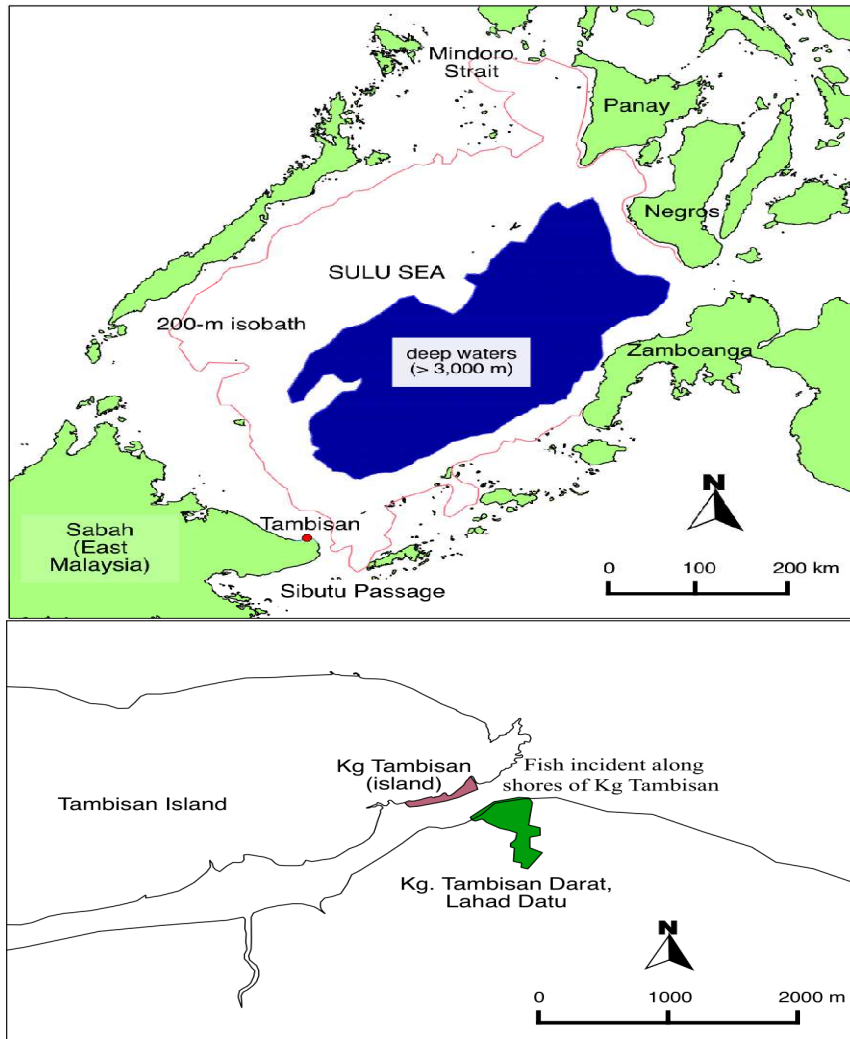 Mindoro
Strait
Panay
Negros
SULU SEA
200-m isobath
deep waters
(> 3,000 m)
Zamboanga
N
Tambisan
Sabah
(East
Malaysia)
Sibutu Passage
0 100 200 km
Kg Tambisan
(island)
Fish incident along
shores of Kg Tambisan
Tambisan Island
Kg. Tambisan Darat,
Lahad Datu
N
0 1000 2000 m